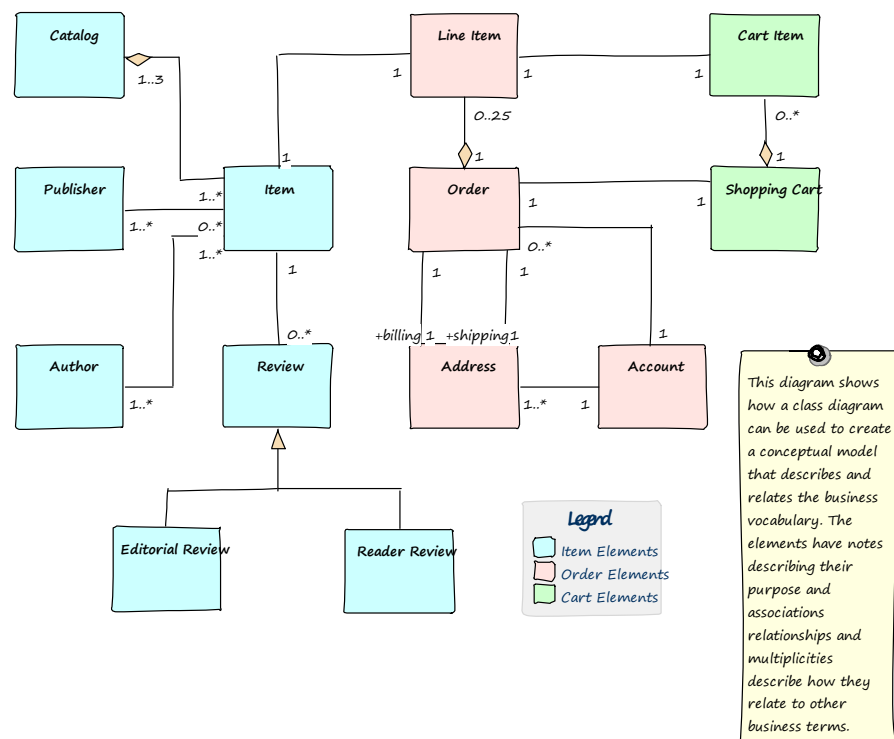 Catalog
Line Item
Cart Item
1..3
1
1
1
0..25
0..*
1
1
1
Publisher
Item
Order
Shopping Cart
1..*
1
1
1..*
0..*
0..*
1..*
1
1
1
0..*
+billing 1
+shipping 1
1
Author
Review
Address
Account
1..*
1..*
1
Editorial Review
Reader Review
Legend
Item Elements
Order Elements
Cart Elements
This diagram shows
how a class diagram
can be used to create
a conceptual model
that describes and
relates the business
vocabulary. The
elements have notes
describing their
purpose and
associations
relationships and
multiplicities
describe how they
relate to other
business terms.